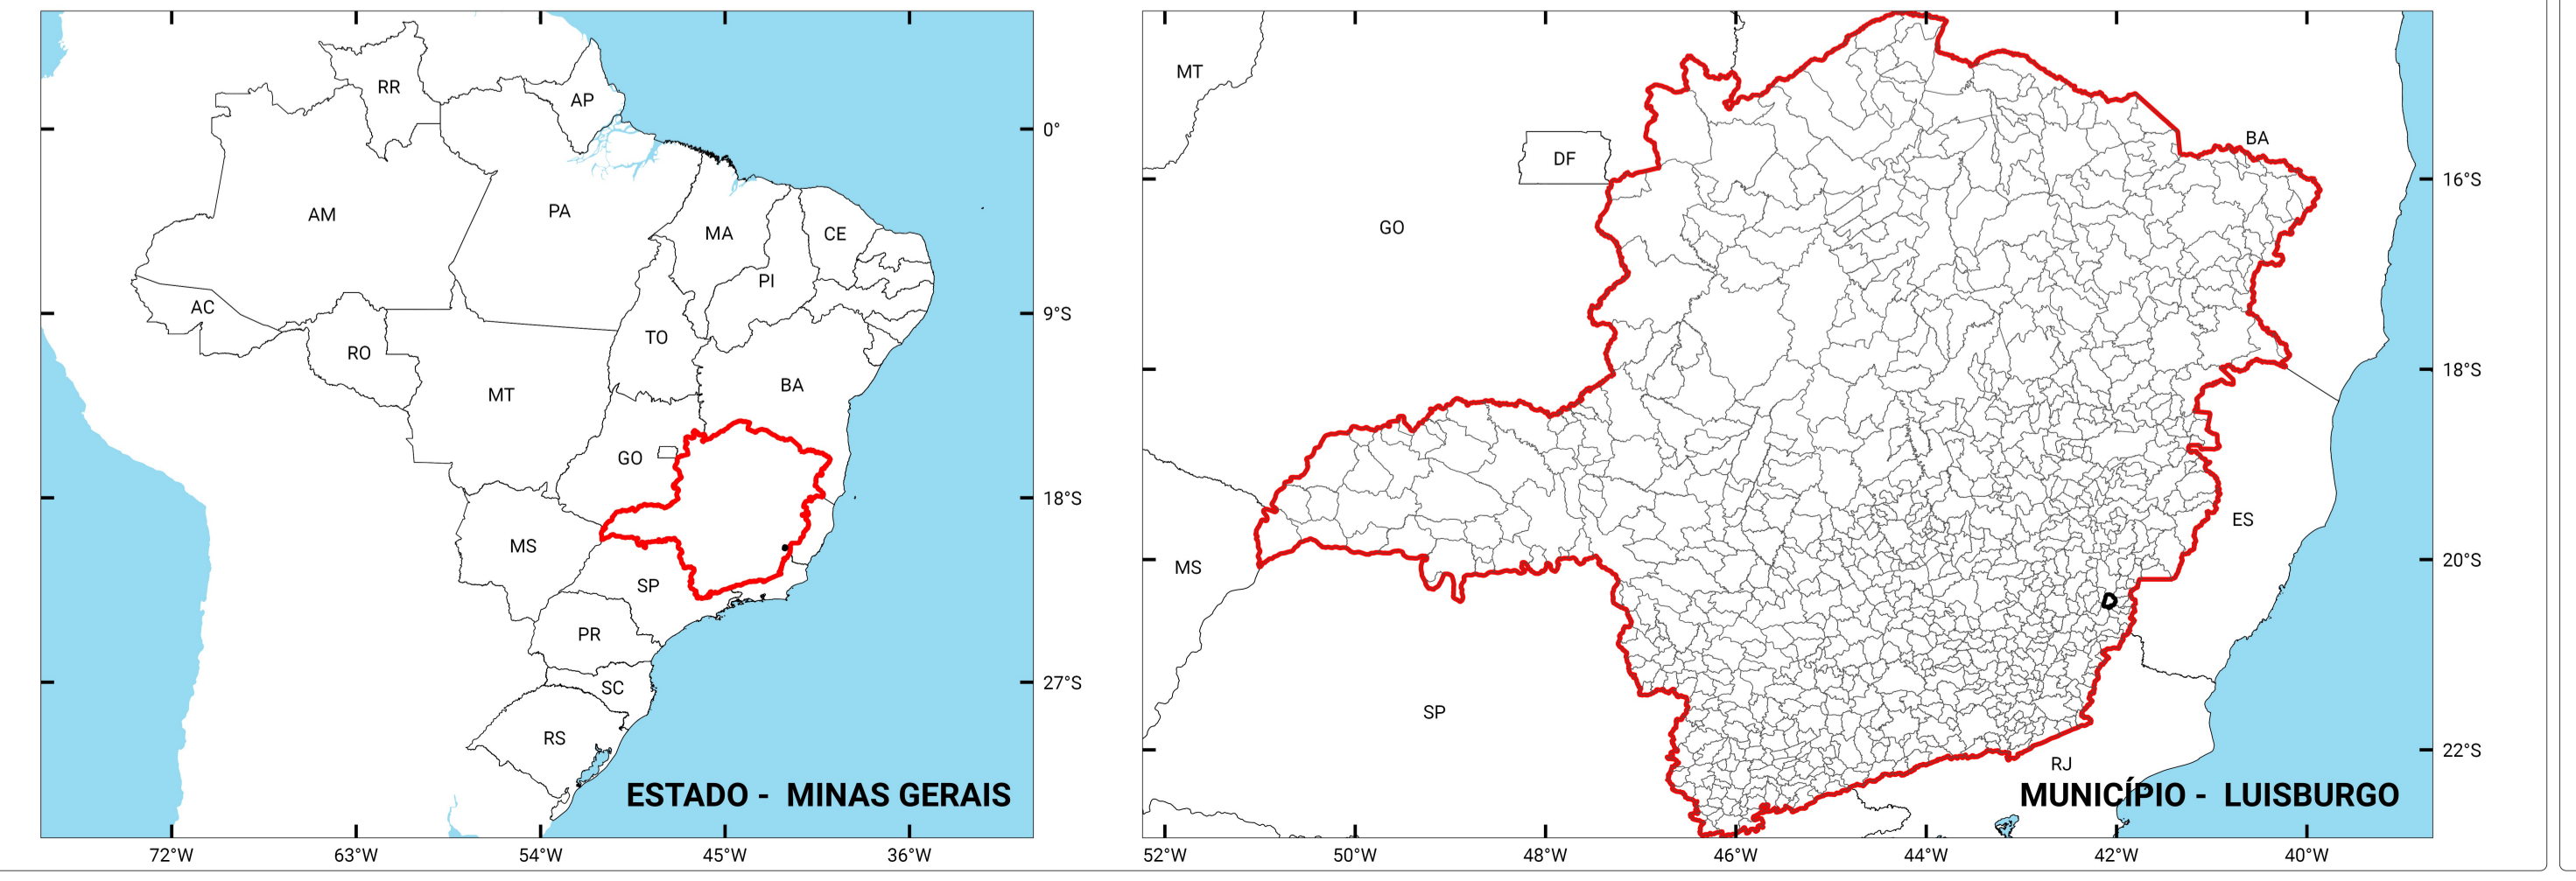 RR
AP
0°
AM
PA
MA
CE
PI
AC
9°S
TO
RO
BA
MT
GO
18°S
MS
SP
PR
27°S
SC
RS
ESTADO - MINAS GERAIS
72°W 63°W 54°W 45°W 36°W
MT
BA
DF
16°S
GO
18°S
ES
20°S
MS
SP
22°S
RJ
MUNICÍPIO - LUISBURGO
52°W 50°W 48°W 46°W 44°W 42°W 40°W